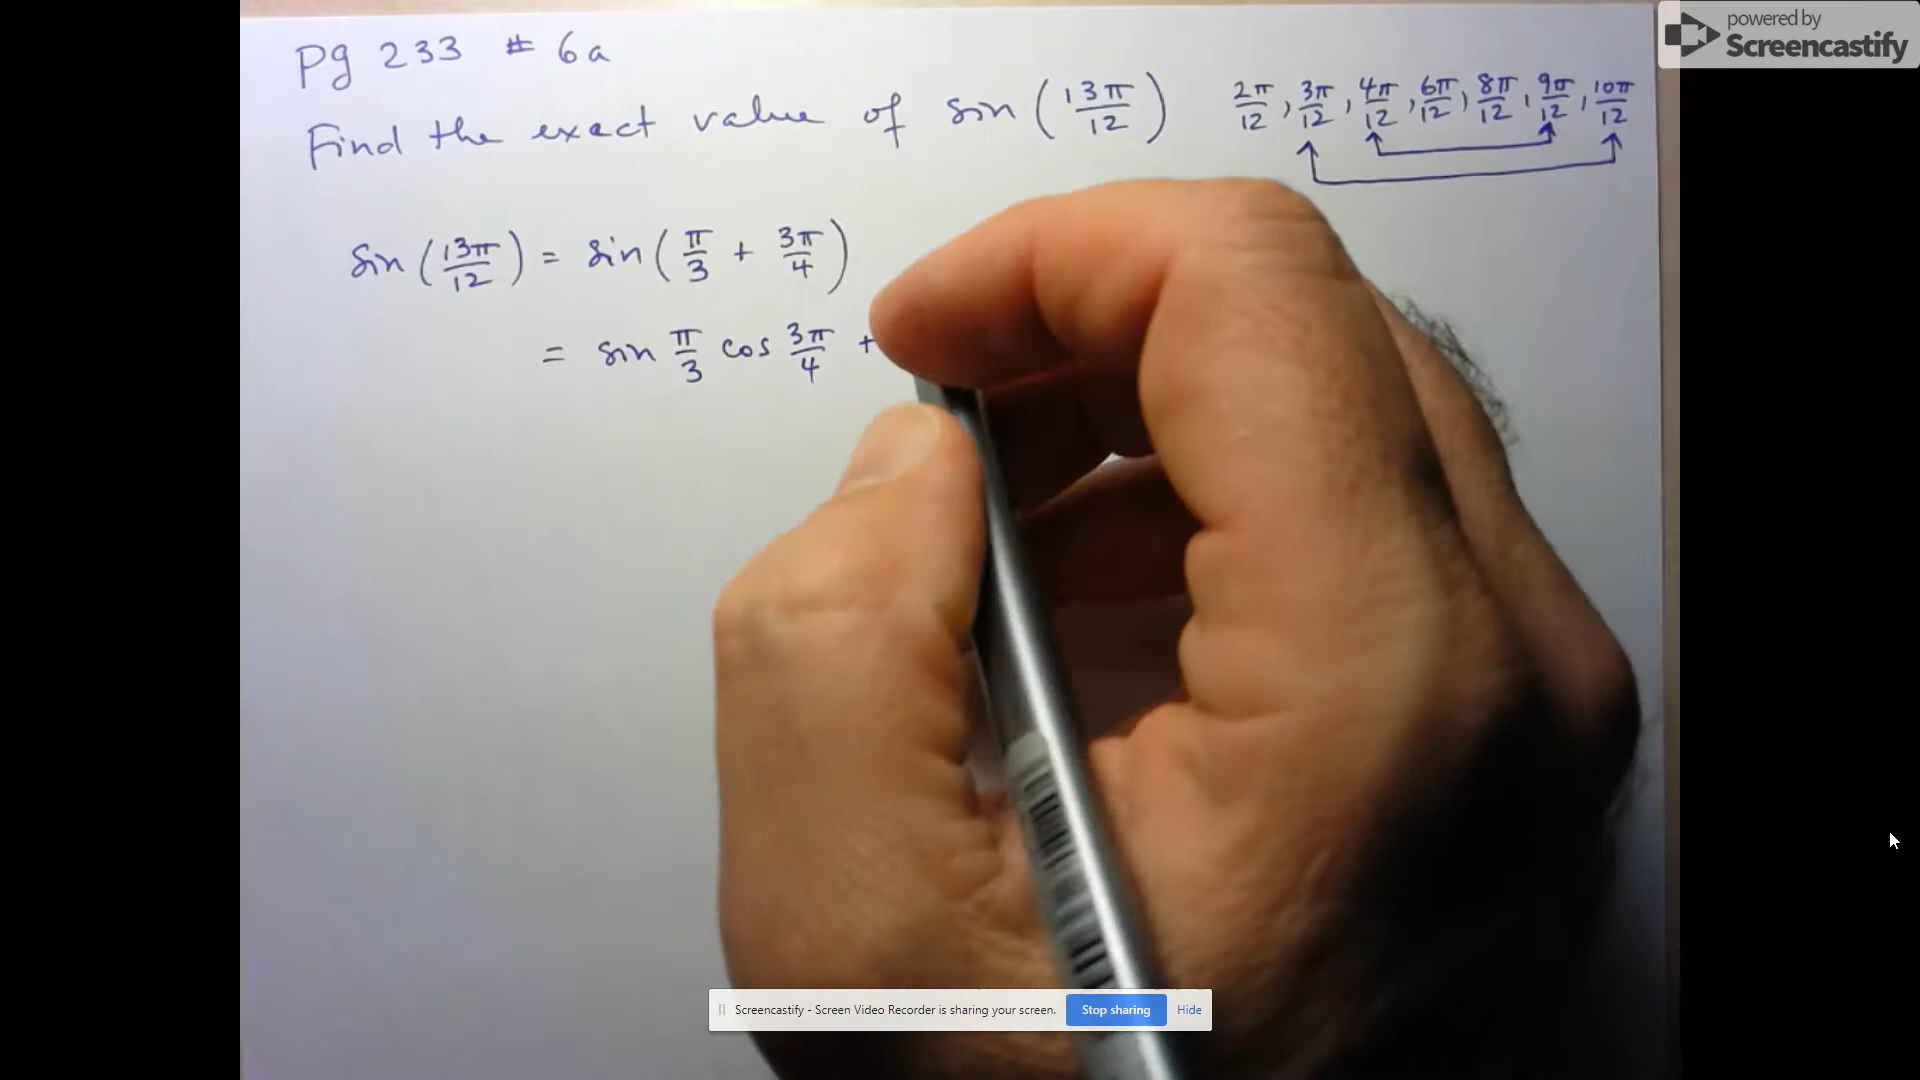 powered by
Screencastify
Pg 233 # 6a
Find the exact value of sin (13π/12) 2π/12, 3π/12, 4π/12, 6π/12, 8π/12, 9π/12, 10π/12
sin (13π/12) = sin (π/3 + 3π/4)
= sin π/3 cos 3π/4 +
Screencastify - Screen Video Recorder is sharing your screen. Stop sharing Hide